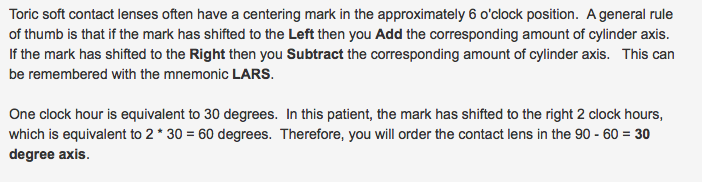 Toric soft contact lenses often have a centering mark in the approximately 6 o'clock position.  A general rule
of thumb is that if the mark has shifted to the Left then you Add the corresponding amount of cylinder axis.
If the mark has shifted to the Right then you Subtract the corresponding amount of cylinder axis.   This can
be remembered with the mnemonic LARS.

One clock hour is equivalent to 30 degrees.  In this patient, the mark has shifted to the right 2 clock hours,
which is equivalent to 2 * 30 = 60 degrees.  Therefore, you will order the contact lens in the 90 - 60 = 30
degree axis.